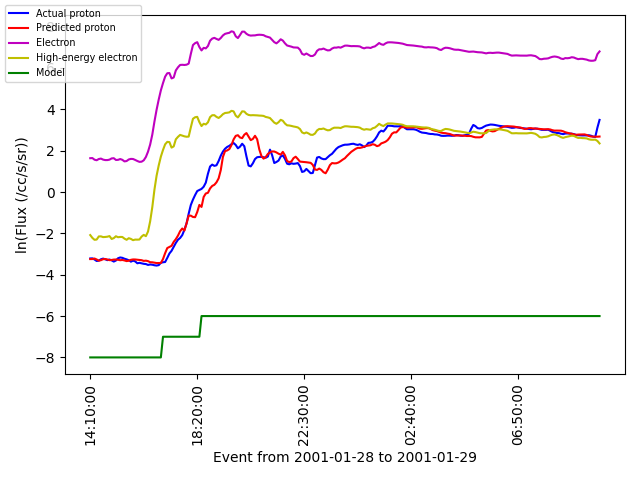 Actual proton
Predicted proton
Electron
High-energy electron
Model
4
2
0
−2
−4
−6
−8
ln(Flux (/cc/s/sr))
14:10:00
18:20:00
22:30:00
02:40:00
06:50:00
Event from 2001-01-28 to 2001-01-29